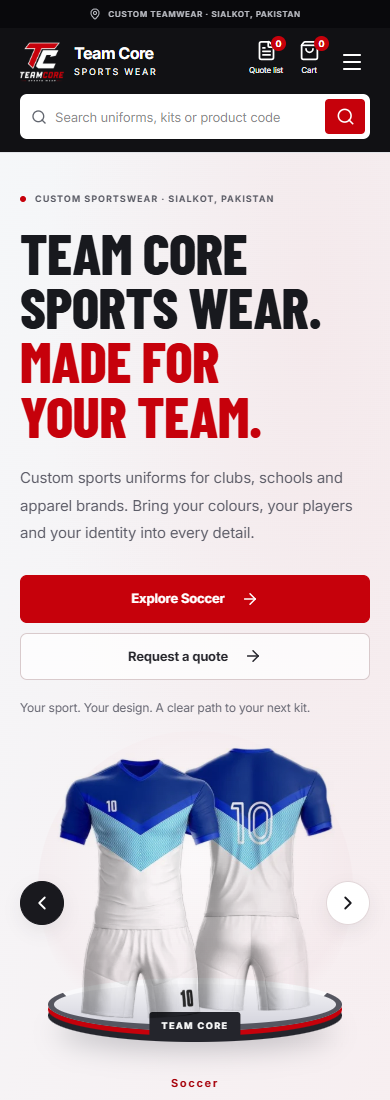 CUSTOM TEAMWEAR · SIALKOT, PAKISTAN
TC
TEAMCORE
Team Core
SPORTS WEAR
0
Quote list
0
Cart
Search uniforms, kits or product code
CUSTOM SPORTSWEAR · SIALKOT, PAKISTAN
TEAM CORE
SPORTS WEAR.
MADE FOR
YOUR TEAM.
Custom sports uniforms for clubs, schools and
apparel brands. Bring your colours, your players
and your identity into every detail.
Explore Soccer
Request a quote
Your sport. Your design. A clear path to your next kit.
10
10
10
TEAM CORE
Soccer